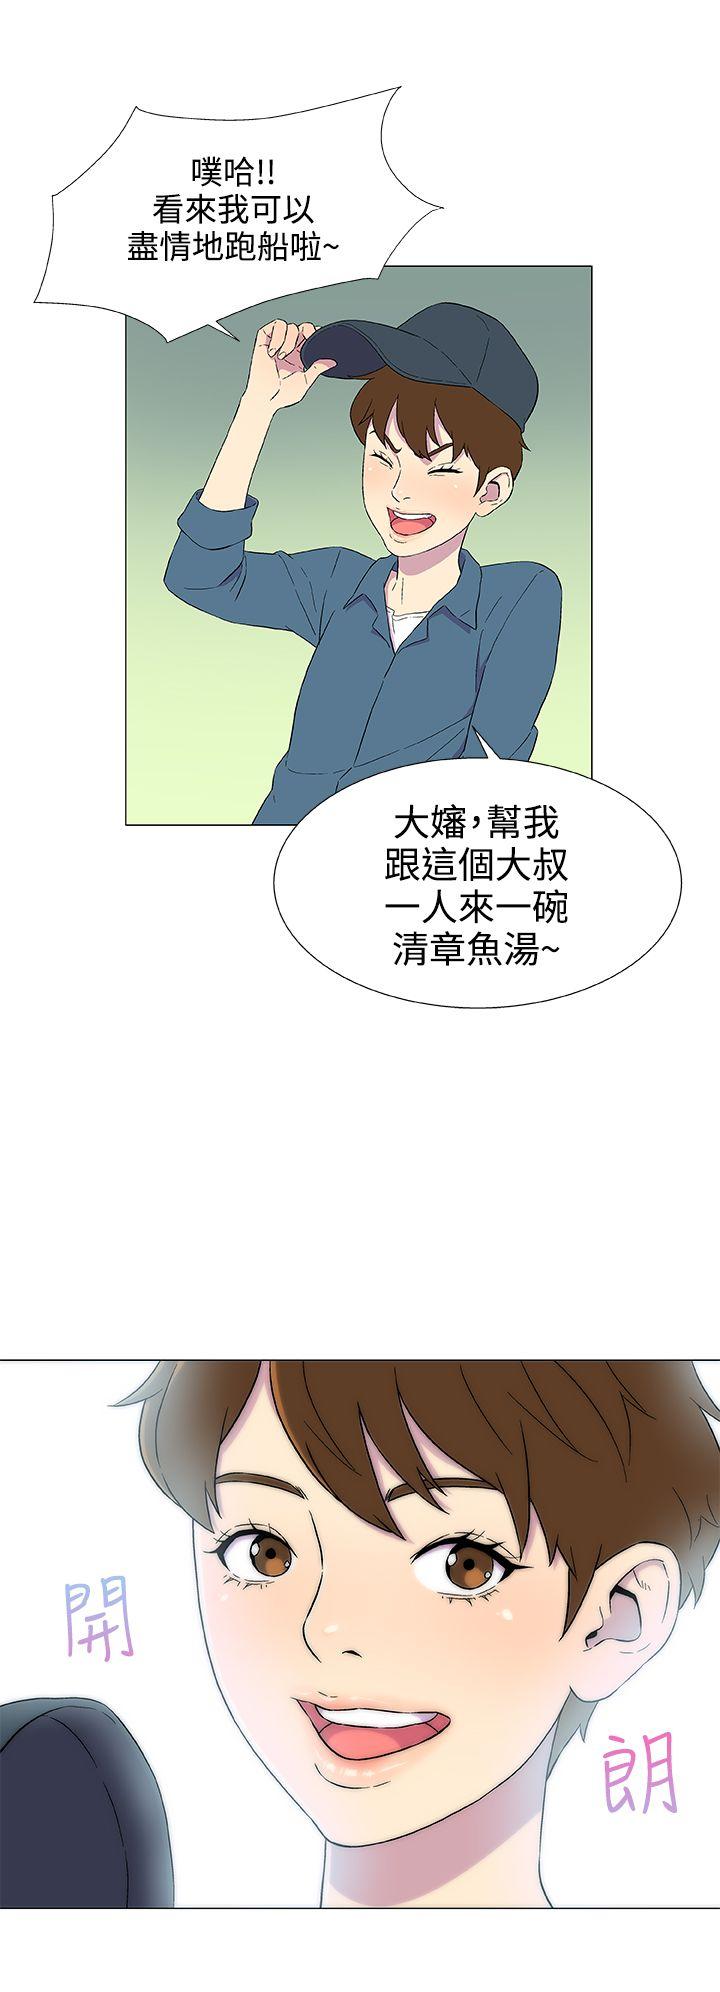 噗哈!!
看來我可以
盡情地跑船啦~
大嬸，幫我
跟這個大叔
一人來一碗
清章魚湯~
開
朗